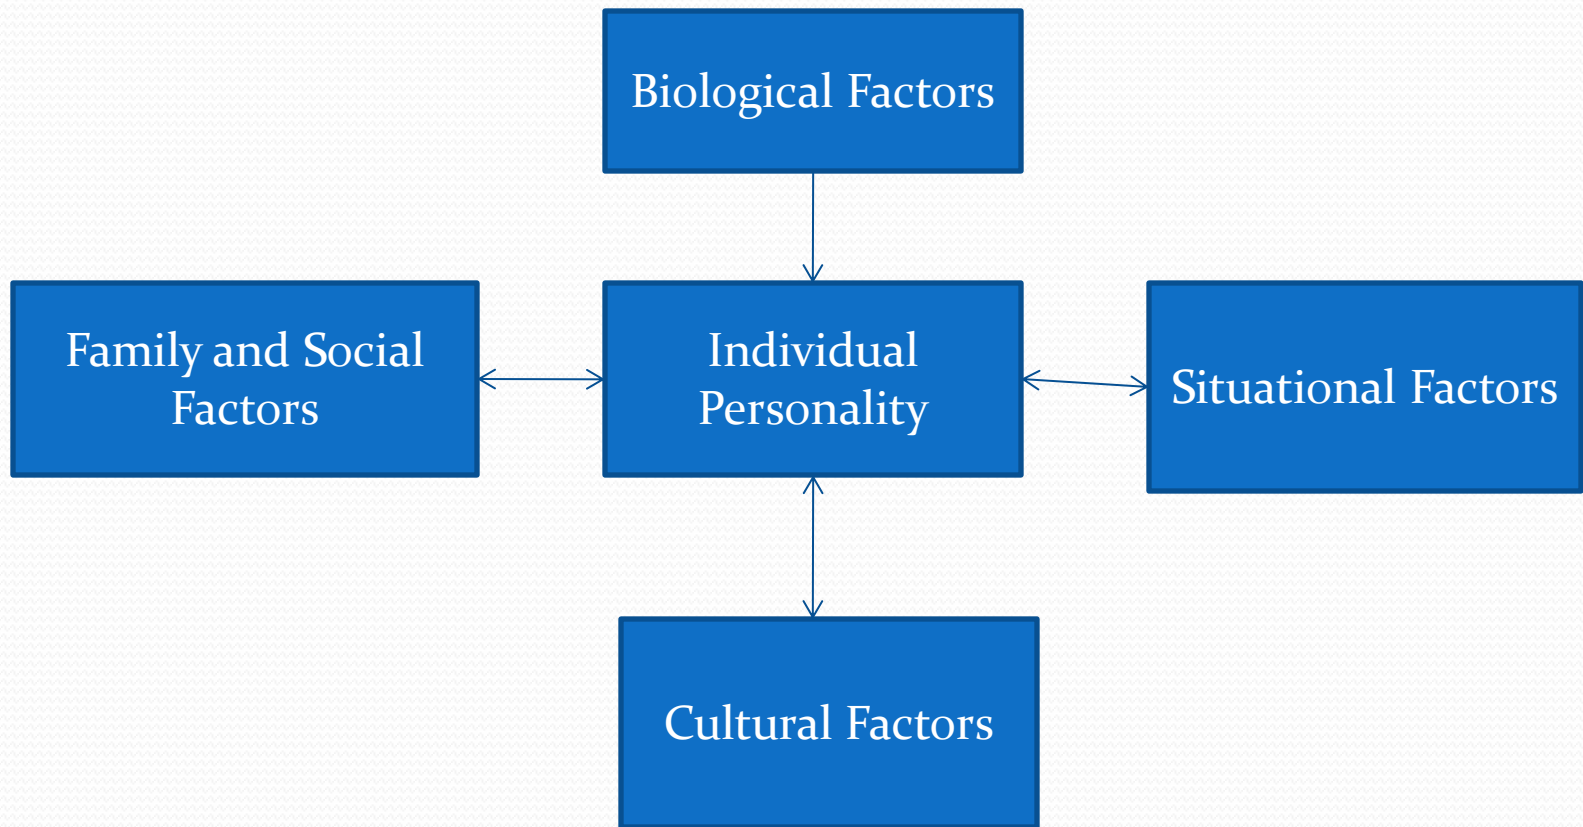 Biological Factors
Family and Social
Factors
Individual
Personality
Situational Factors
Cultural Factors